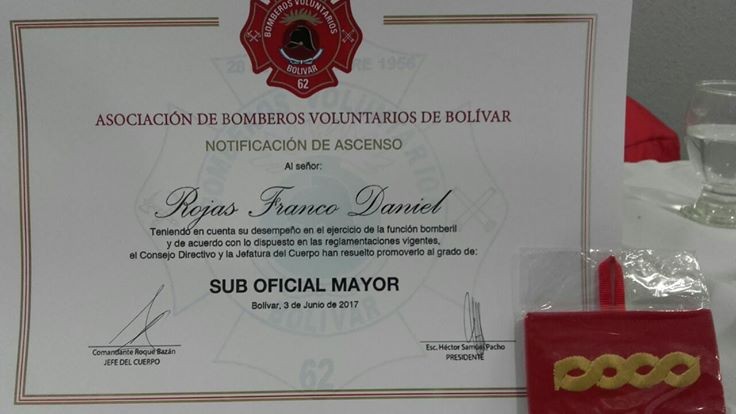 BOMBEROS VOLUNTARIOS
BOLIVAR
62
ASOCIACIÓN DE BOMBEROS VOLUNTARIOS DE BOLÍVAR
NOTIFICACIÓN DE ASCENSO
Al señor:
Rojas Franco Daniel
Teniendo en cuenta su desempeño en el ejercicio de la función bomberil
y de acuerdo con lo dispuesto en las reglamentaciones vigentes,
el Consejo Directivo y la Jefatura del Cuerpo han resuelto promoverlo al grado de:
SUB OFICIAL MAYOR
Bolívar, 3 de Junio de 2017
BOLIVAR
62
Comandante Roque Bazán
JEFE DEL CUERPO
Esc. Héctor Samuel Pacho
PRESIDENTE